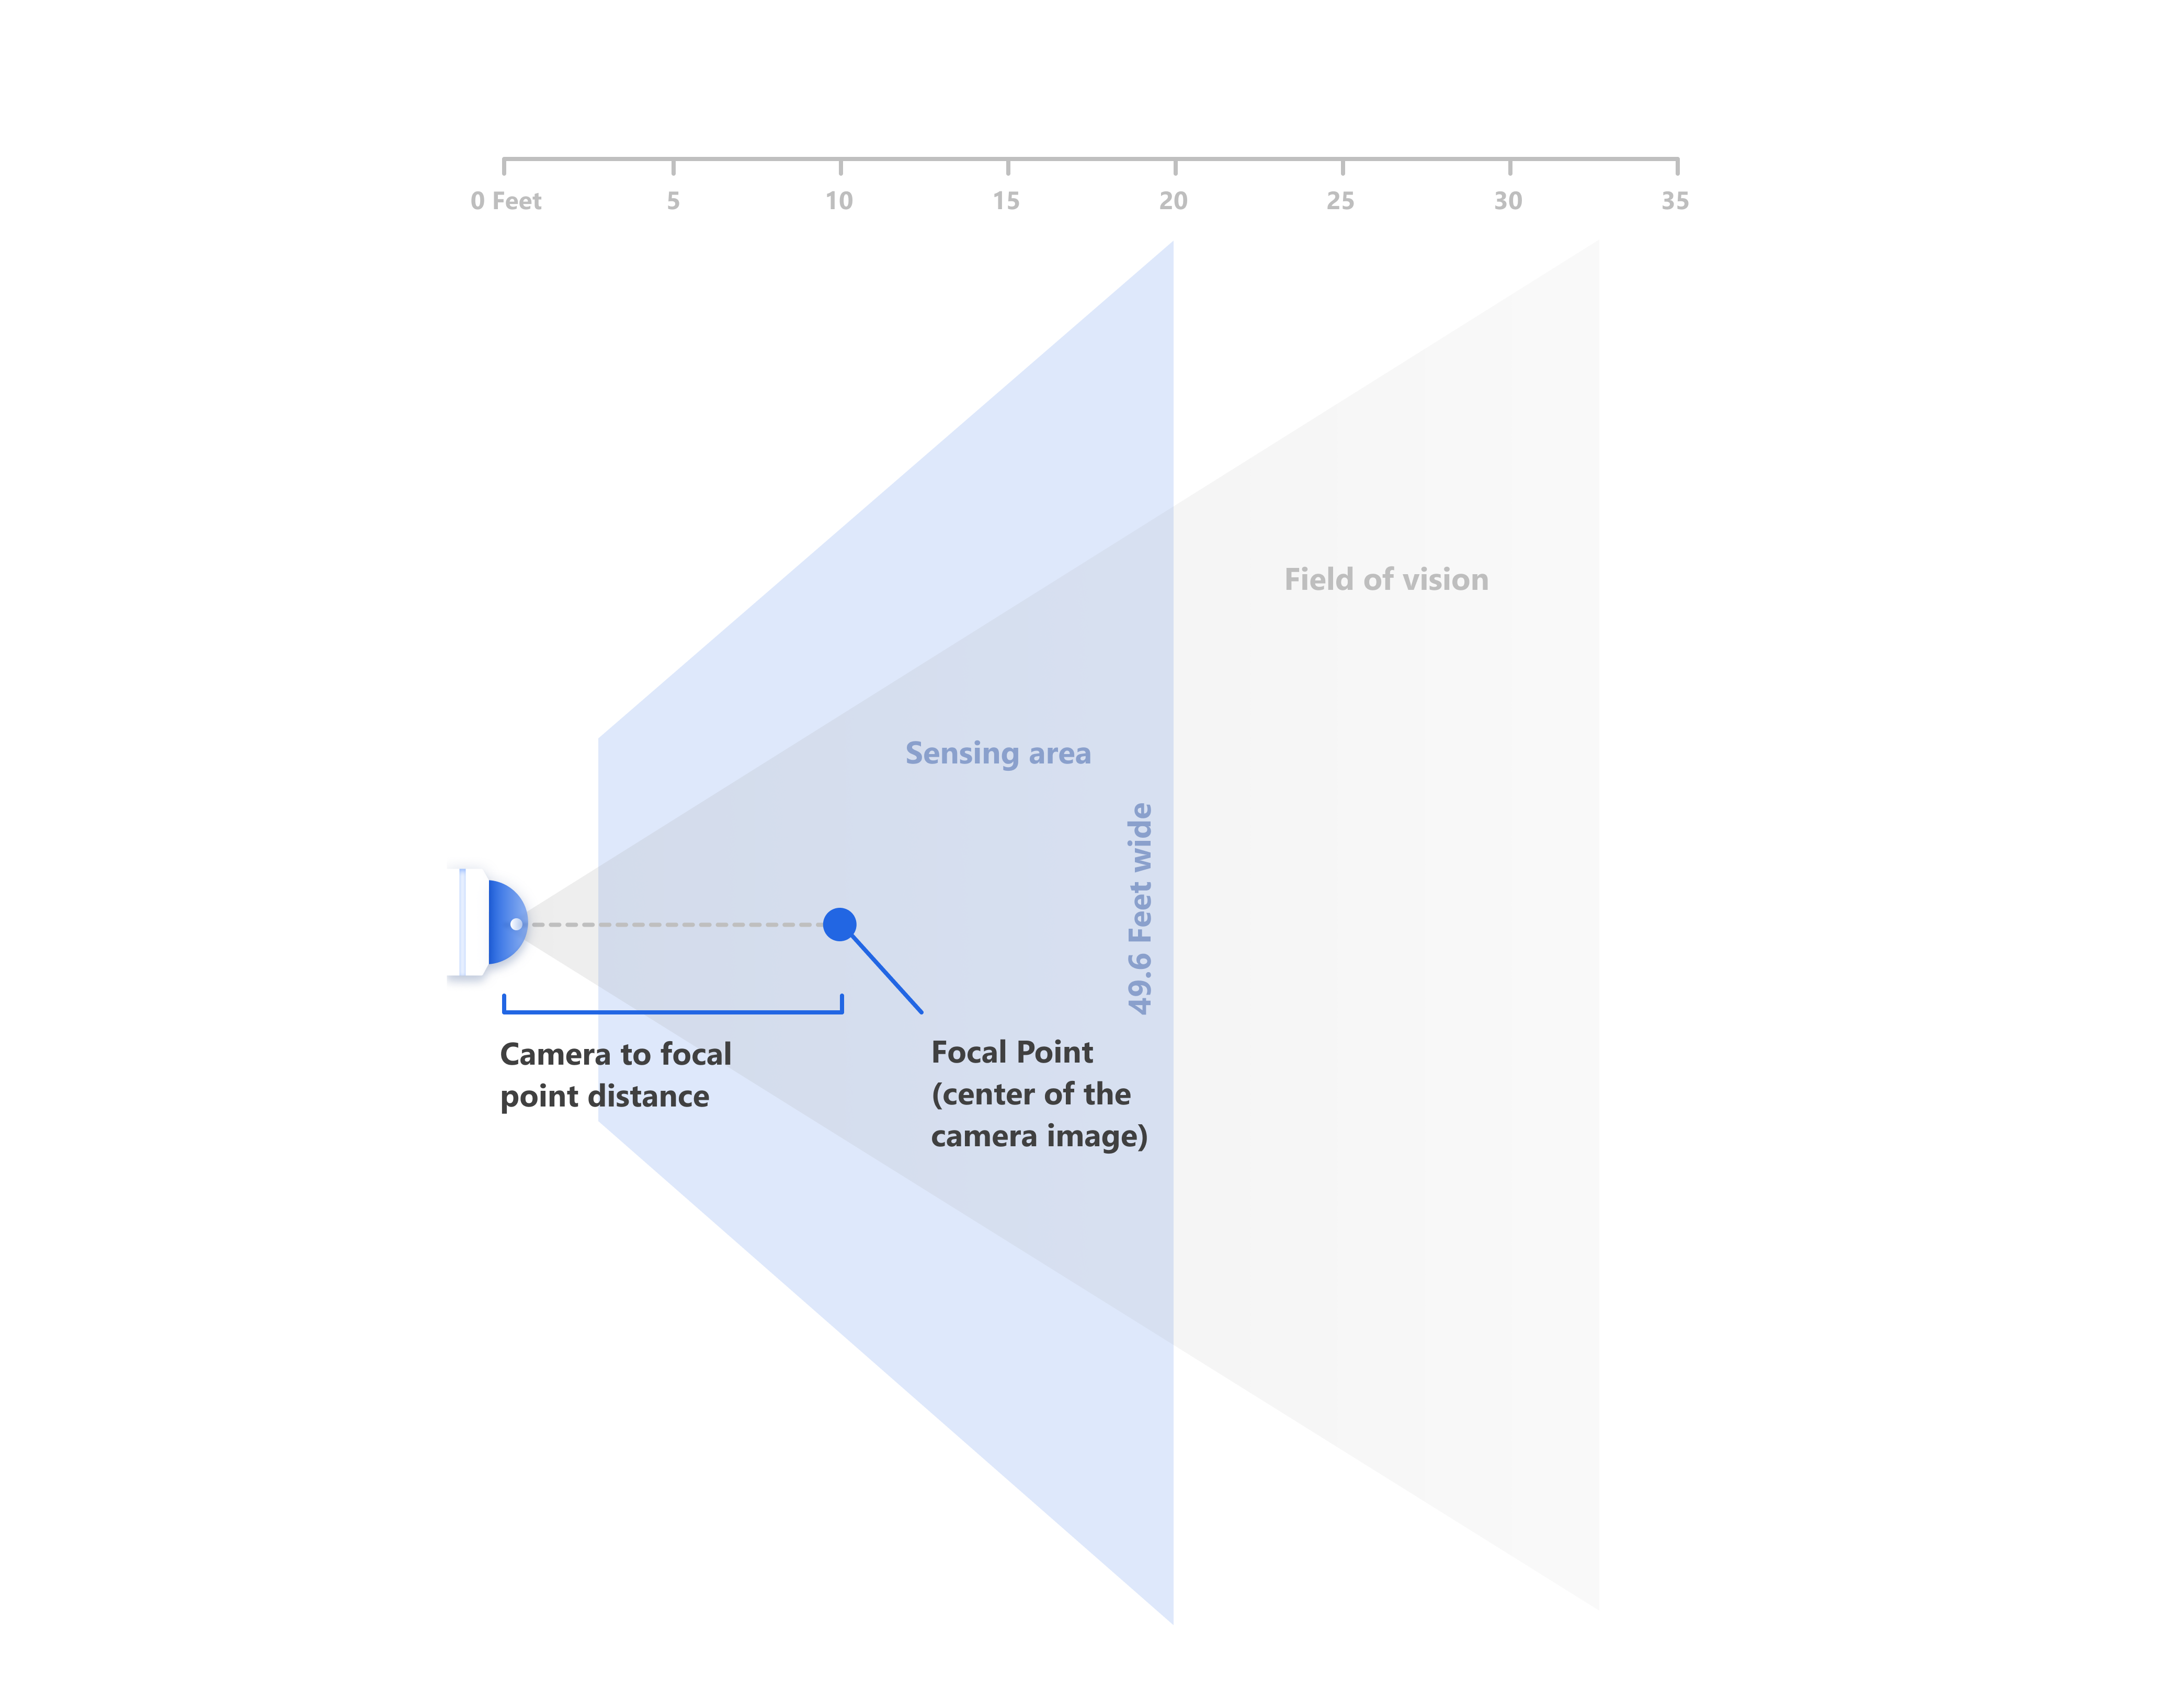 0 Feet 5 10 15 20 25 30 35
Field of vision
Sensing area
49.6 Feet wide
Camera to focal
point distance
Focal Point
(center of the
camera image)